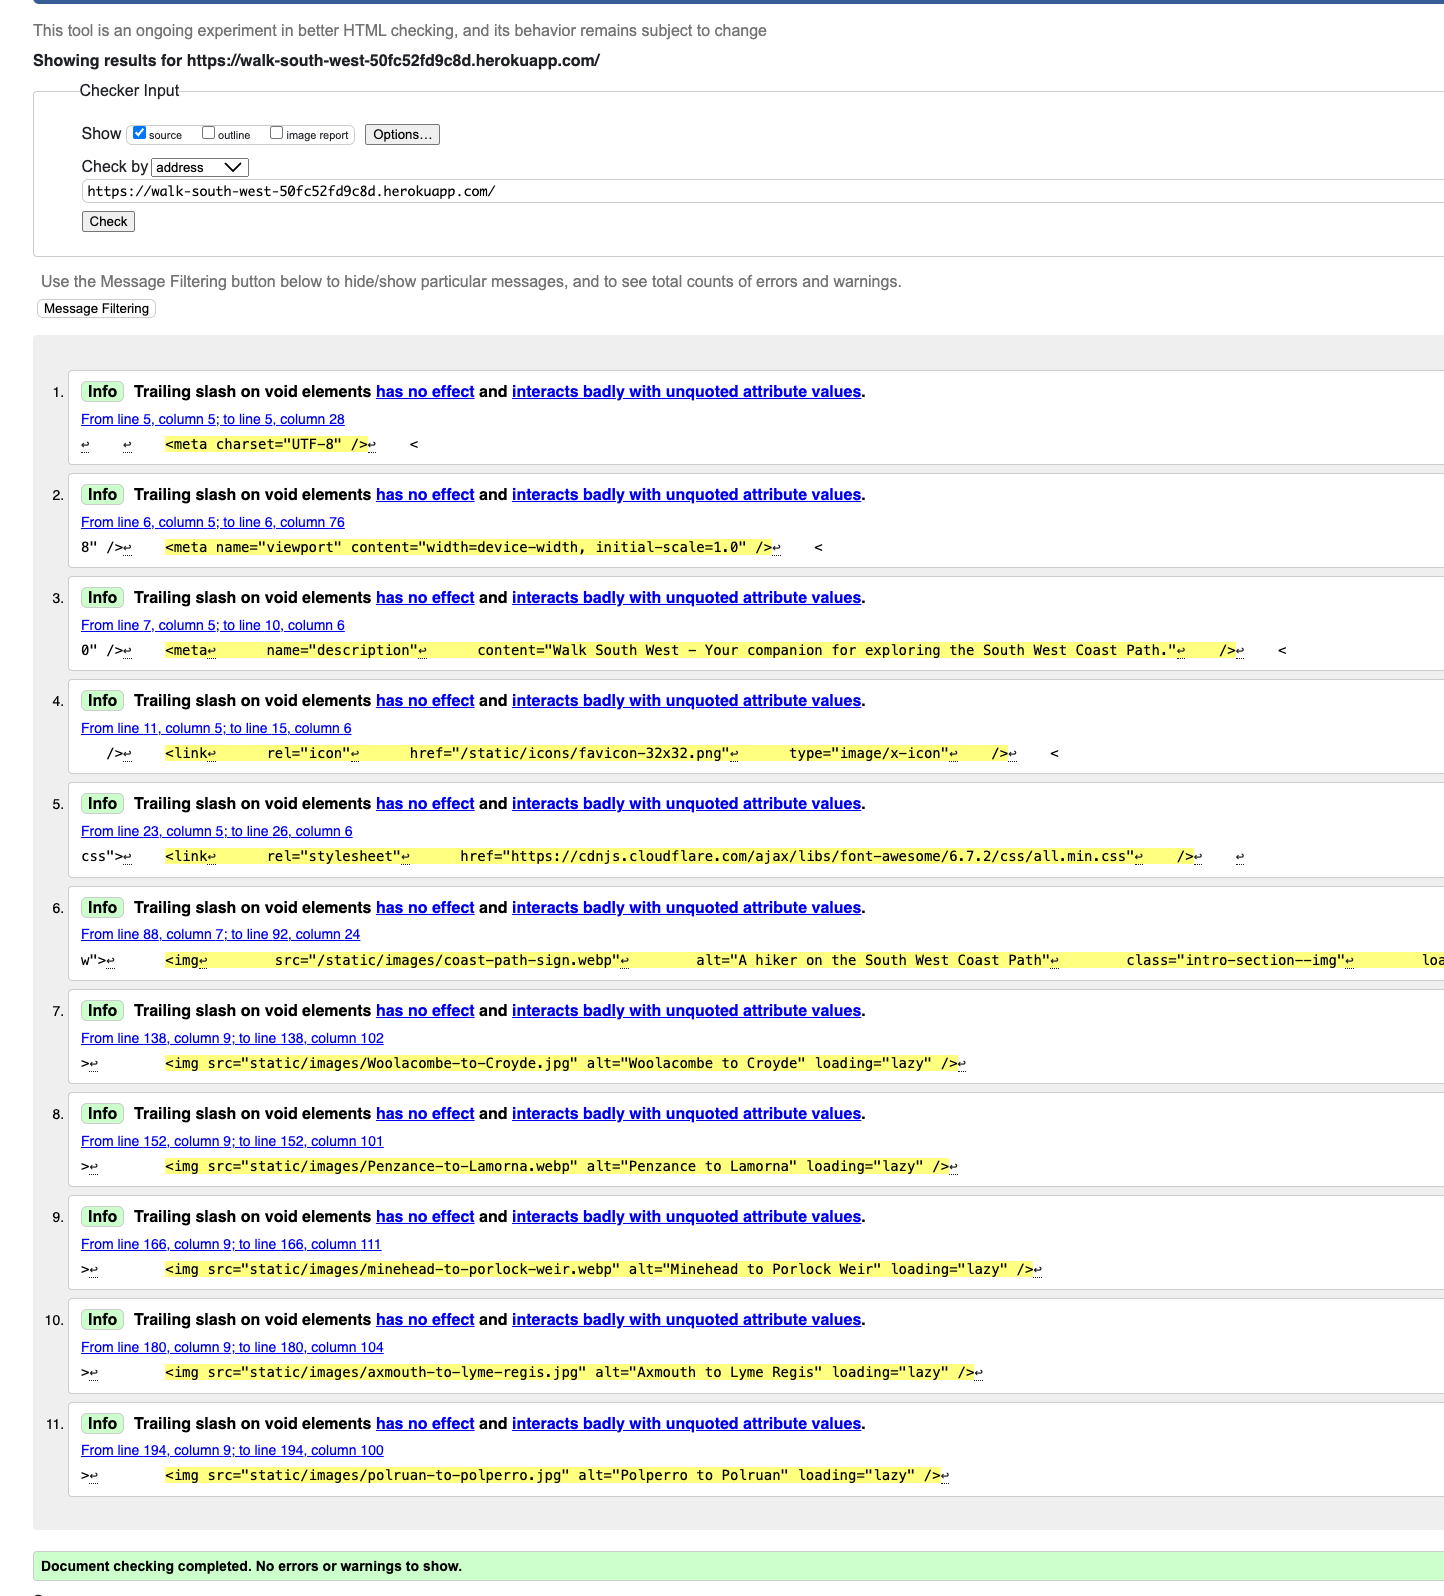 This tool is an ongoing experiment in better HTML checking, and its behavior remains subject to change
Showing results for https://walk-south-west-50fc52fd9c8d.herokuapp.com/
Checker Input
Show source outline image report Options...
Check by address
https://walk-south-west-50fc52fd9c8d.herokuapp.com/
Check
Use the Message Filtering button below to hide/show particular messages, and to see total counts of errors and warnings.
Message Filtering
1. Info Trailing slash on void elements has no effect and interacts badly with unquoted attribute values.
From line 5, column 5; to line 5, column 28
↩ ↩ <meta charset="UTF-8" />↩ <
2. Info Trailing slash on void elements has no effect and interacts badly with unquoted attribute values.
From line 6, column 5; to line 6, column 76
8" />↩ <meta name="viewport" content="width=device-width, initial-scale=1.0" />↩ <
3. Info Trailing slash on void elements has no effect and interacts badly with unquoted attribute values.
From line 7, column 5; to line 10, column 6
0" />↩ <meta↩ name="description"↩ content="Walk South West - Your companion for exploring the South West Coast Path."↩ />↩ <
4. Info Trailing slash on void elements has no effect and interacts badly with unquoted attribute values.
From line 11, column 5; to line 15, column 6
/>↩ <link↩ rel="icon"↩ href="/static/icons/favicon-32x32.png"↩ type="image/x-icon"↩ />↩ <
5. Info Trailing slash on void elements has no effect and interacts badly with unquoted attribute values.
From line 23, column 5; to line 26, column 6
css">↩ <link↩ rel="stylesheet"↩ href="https://cdnjs.cloudflare.com/ajax/libs/font-awesome/6.7.2/css/all.min.css"↩ />↩ ↩
6. Info Trailing slash on void elements has no effect and interacts badly with unquoted attribute values.
From line 88, column 7; to line 92, column 24
w">↩ <img↩ src="/static/images/coast-path-sign.webp"↩ alt="A hiker on the South West Coast Path"↩ class="intro-section--img"↩ loa
7. Info Trailing slash on void elements has no effect and interacts badly with unquoted attribute values.
From line 138, column 9; to line 138, column 102
>↩ <img src="static/images/Woolacombe-to-Croyde.jpg" alt="Woolacombe to Croyde" loading="lazy" />↩
8. Info Trailing slash on void elements has no effect and interacts badly with unquoted attribute values.
From line 152, column 9; to line 152, column 101
>↩ <img src="static/images/Penzance-to-Lamorna.webp" alt="Penzance to Lamorna" loading="lazy" />↩
9. Info Trailing slash on void elements has no effect and interacts badly with unquoted attribute values.
From line 166, column 9; to line 166, column 111
>↩ <img src="static/images/minehead-to-porlock-weir.webp" alt="Minehead to Porlock Weir" loading="lazy" />↩
10. Info Trailing slash on void elements has no effect and interacts badly with unquoted attribute values.
From line 180, column 9; to line 180, column 104
>↩ <img src="static/images/axmouth-to-lyme-regis.jpg" alt="Axmouth to Lyme Regis" loading="lazy" />↩
11. Info Trailing slash on void elements has no effect and interacts badly with unquoted attribute values.
From line 194, column 9; to line 194, column 100
>↩ <img src="static/images/polruan-to-polperro.jpg" alt="Polperro to Polruan" loading="lazy" />↩
Document checking completed. No errors or warnings to show.